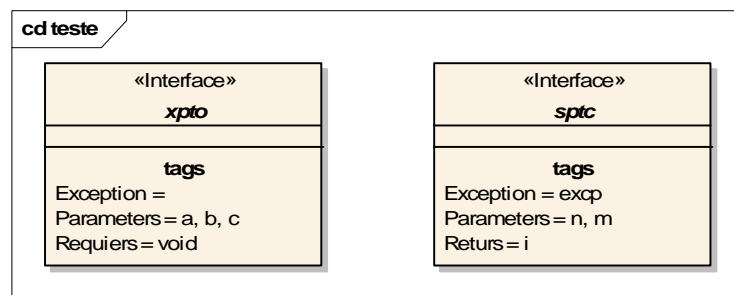 cd teste
«Interface»
xpto
tags
Exception =
Parameters = a, b, c
Requiers = void
«Interface»
sptc
tags
Exception = excp
Parameters = n, m
Returs = i